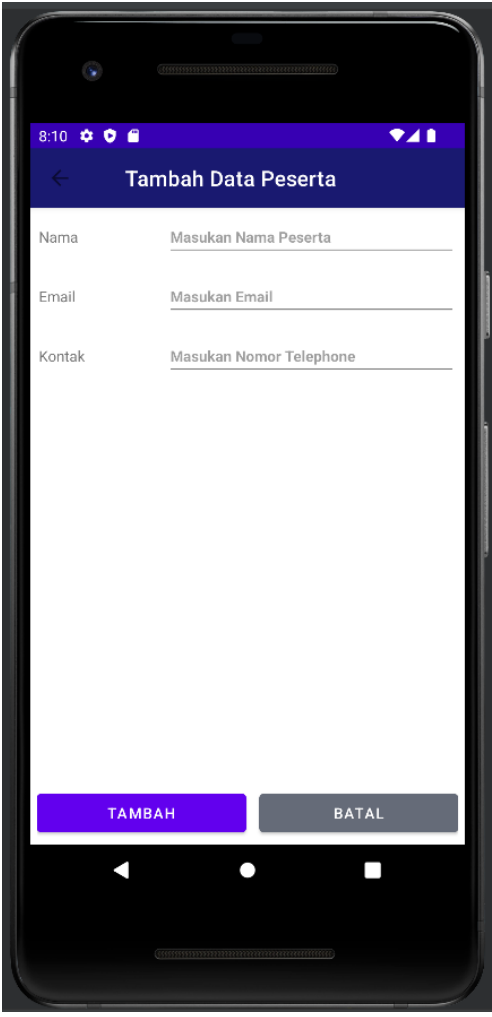 8:10
Tambah Data Peserta
Nama Masukan Nama Peserta
Email Masukan Email
Kontak Masukan Nomor Telephone
TAMBAH BATAL